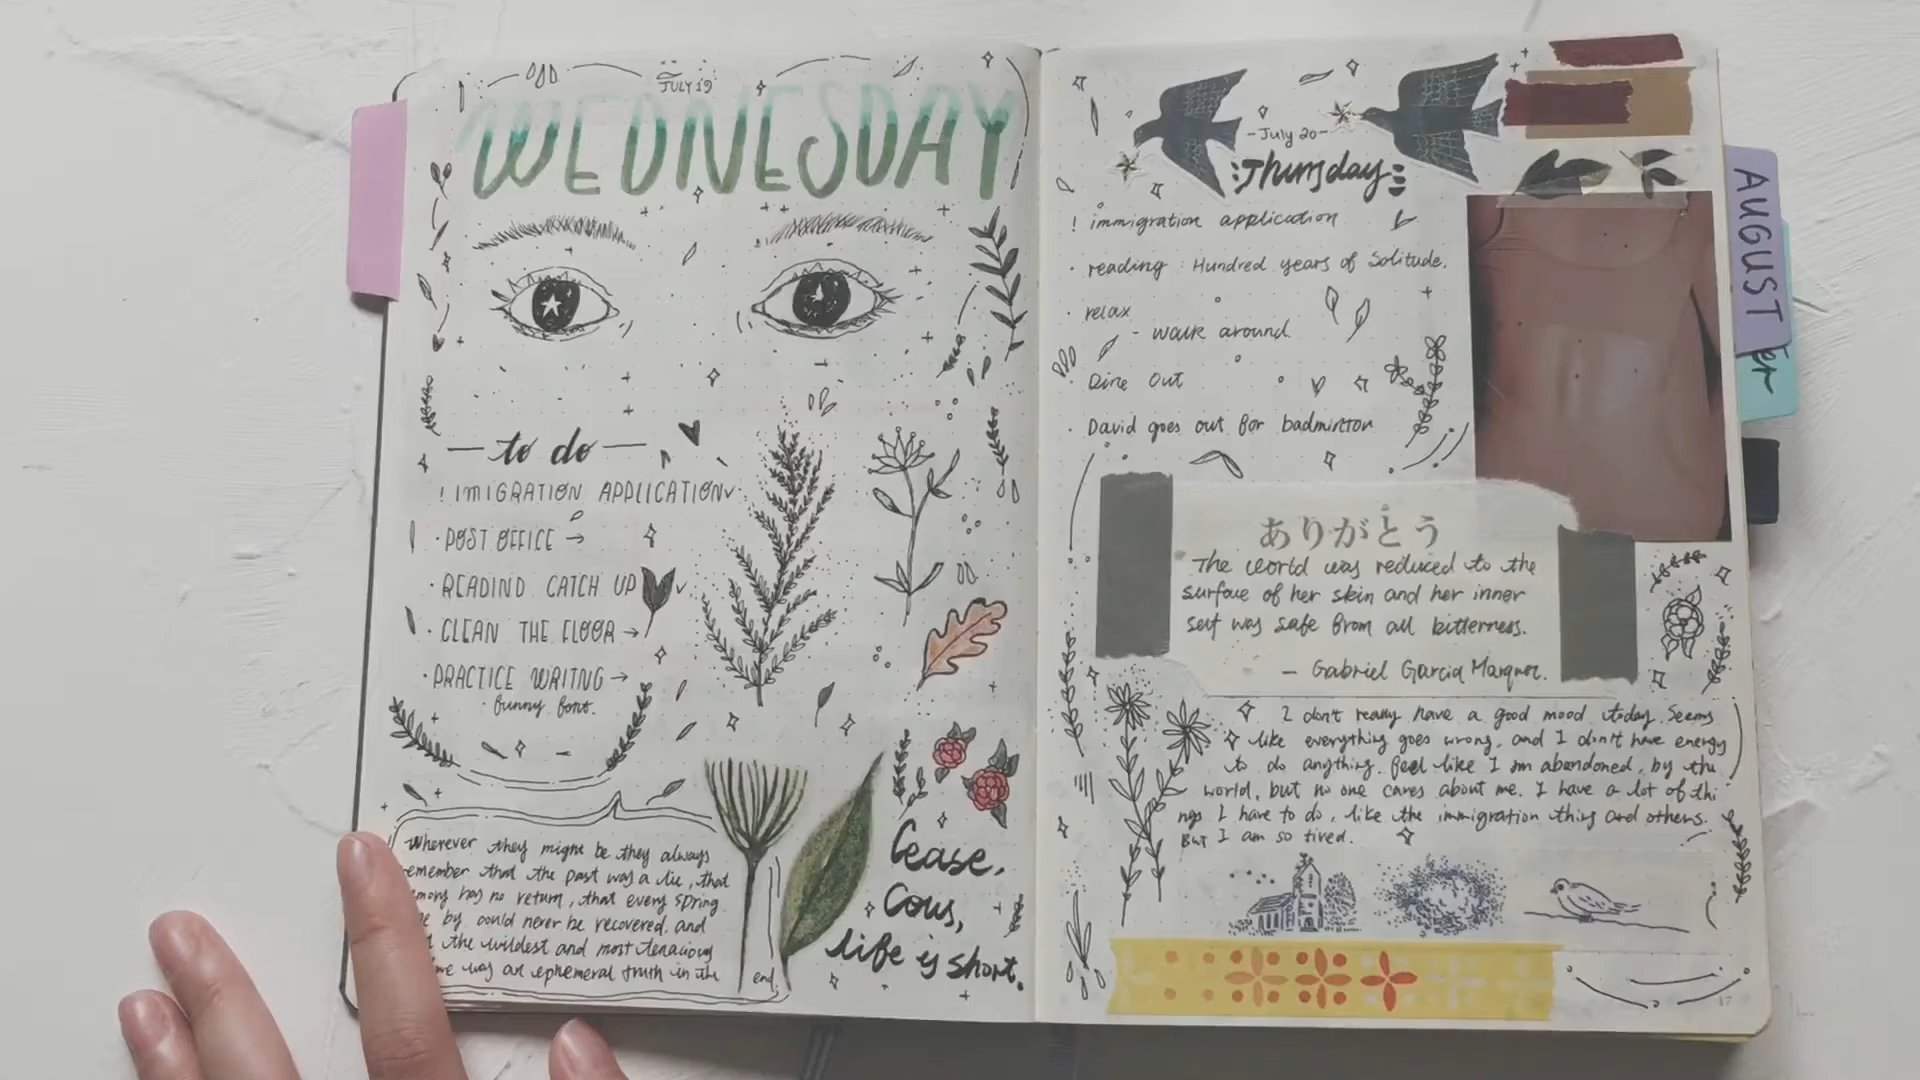 JULY 19
WEDNESDAY
to do
! IMIGRATION APPLICATION
· POST OFFICE →
· READIND CATCH UP
· CLEAN THE FLOOR →
· PRACTICE WRITNG →
· funny font.
Wherever they might be they always
remember that the past was a lie, that
has no return, that every spring
by could never be recovered, and
the wildest and most tenacious
was an ephemeral truth in the
end
Cease,
Cows,
life is short.
- July 20 -
Thursday
! immigration application
· reading : Hundred years of Solitude.
· relax
- walk around.
· Dine out
· David goes out for badminton
AUGUST
ありがとう
The world was reduced to the
surface of her skin and her inner
self was safe from all bitterness.
— Gabriel Garcia Marquez.
I don't really have a good mood today. Seems
like everything goes wrong, and I don't have energy
to do anything. Feel like I am abandoned, by the
world, but no one cares about me. I have a lot of thi
ngs I have to do, like the immigration thing and others.
But I am so tired.
17